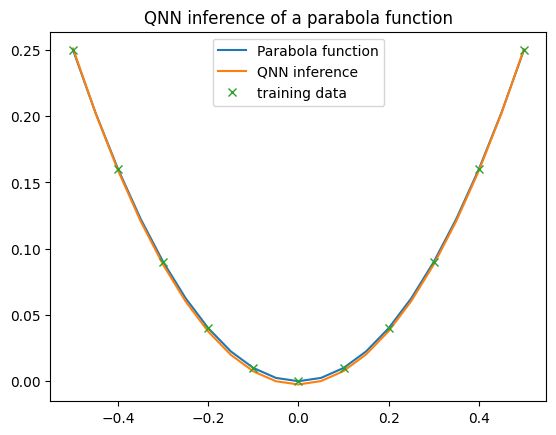 QNN inference of a parabola function
Parabola function
QNN inference
training data
0.25
0.20
0.15
0.10
0.05
0.00
−0.4
−0.2
0.0
0.2
0.4